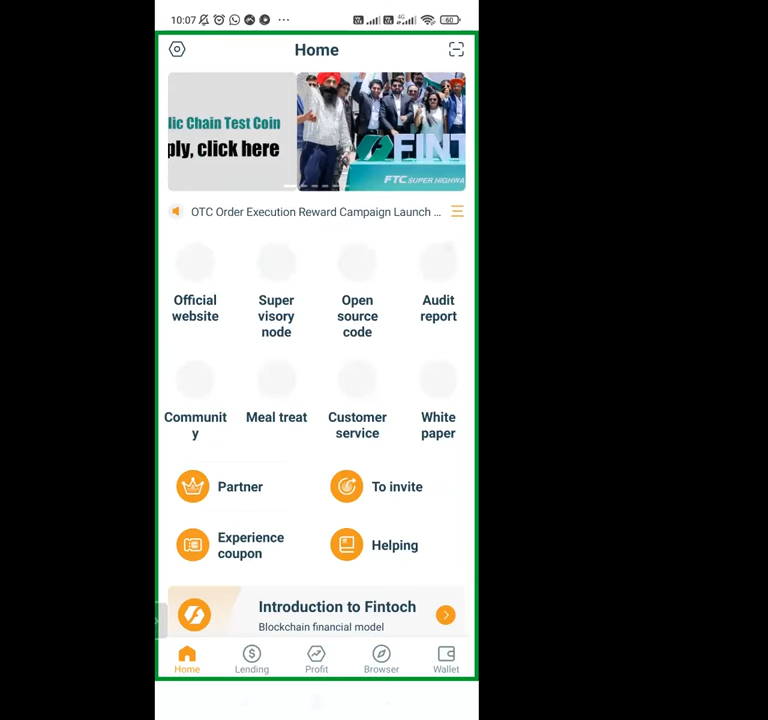 10:07
60
Home
lic Chain Test Coin
ply, click here
FINT
FTC SUPER HIGHWA
OTC Order Execution Reward Campaign Launch ...
Official website
Super visory node
Open source code
Audit report
Communit y
Meal treat
Customer service
White paper
Partner
To invite
Experience coupon
Helping
Introduction to Fintoch
Blockchain financial model
Home
Lending
Profit
Browser
Wallet